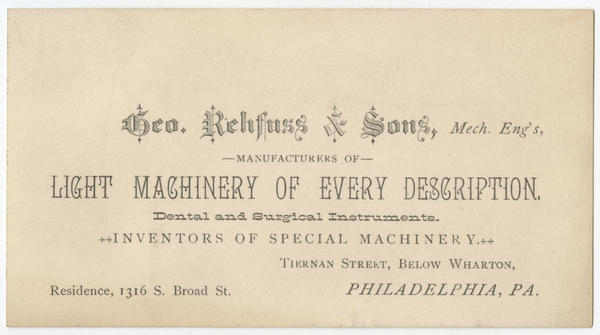 Geo. Rehfuss & Sons, Mech. Eng's,
—MANUFACTURERS OF—
LIGHT MACHINERY OF EVERY DESCRIPTION.
Dental and Surgical Instruments.
INVENTORS OF SPECIAL MACHINERY.
TIERNAN STREET, BELOW WHARTON,
Residence, 1316 S. Broad St. PHILADELPHIA, PA.